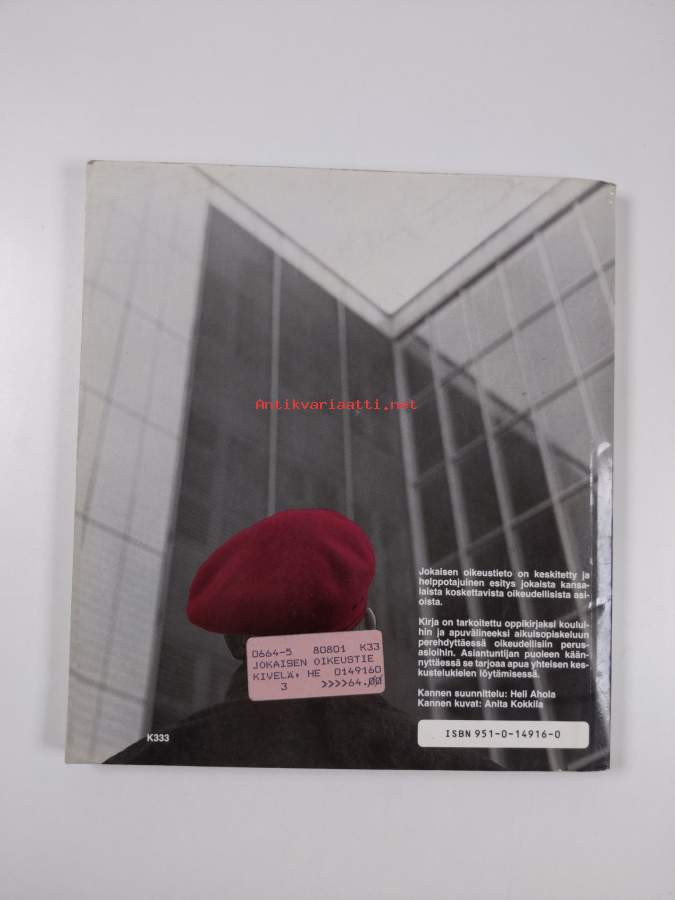 Antikvariaatti.net
Jokaisen oikeustieto on keskitetty ja
helppotajuinen esitys jokaista kansa-
laista koskettavista oikeudellisista asi-
oista.
Kirja on tarkoitettu oppikirjaksi koului-
hin ja apuvälineeksi aikuisopiskeluun
perehdyttäessä oikeudellisiin perus-
asioihin. Asiantuntijan puoleen kään-
nyttäessä se tarjoaa apua yhteisen kes-
kustelukielen löytämisessä.
Kannen suunnittelu: Heli Ahola
Kannen kuvat: Anita Kokkila
0664-5 80801 K33
JOKAISEN OIKEUSTIE
KIVELÄ, HE 0149160
3 >>>>64.00
K333
ISBN 951-0-14916-0